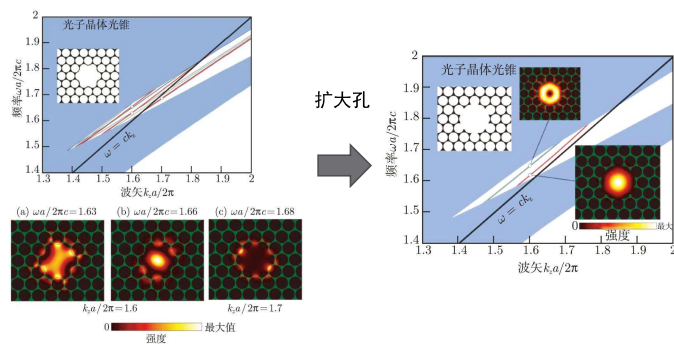 光子晶体光锥
频率ωa/2πc
2
1.9
1.8
1.7
1.6
1.5
1.4
1.3
1.4
1.5
1.6
1.7
1.8
1.9
2
ω = ckz
波矢kza/2π
(a) ωa/2πc=1.63
(b) ωa/2πc=1.66
(c) ωa/2πc=1.68
kza/2π=1.6
kza/2π=1.7
0
最大值
强度
扩大孔
光子晶体光锥
频率ωa/2πc
2
1.9
1.8
1.7
1.6
1.5
1.4
1.3
1.4
1.5
1.6
1.7
1.8
1.9
2
ω = ckz
0
最大
强度
波矢kza/2π